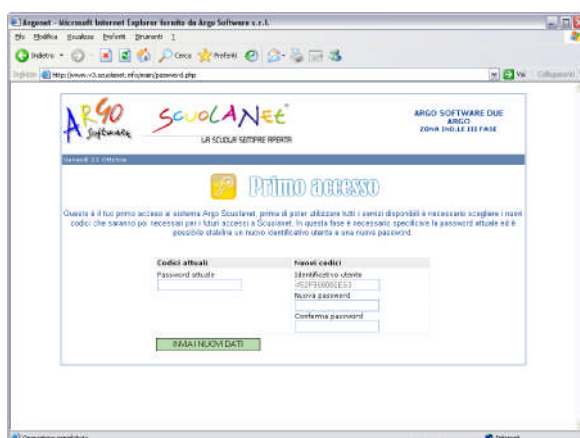 Argonet - Microsoft Internet Explorer fornito da Argo Software s.r.l.
File Modifica Visualizza Preferiti Strumenti ?
Indietro Cerca Preferiti
Indirizzo Vai Collegamenti
ARGO Software
SCUOLANET
LA SCUOLA SEMPRE APERTA
ARGO SOFTWARE DUE
ARGO
ZONA IND.LE III FASE
Primo accesso
Questo è il tuo primo accesso al sistema Argo Scuolanet, prima di poter utilizzare tutti i servizi disponibili è necessario scegliere i nuovi
codici che saranno poi necessari per i futuri accessi a Scuolanet. In questa fase è necessario specificare la password attuale ed è
possibile stabilire un nuovo identificativo utente e una nuova password.
Codici attuali
Password attuale
Nuovi codici
Identificativo utente
Nuova password
Conferma password
INVIA I NUOVI DATI
Internet